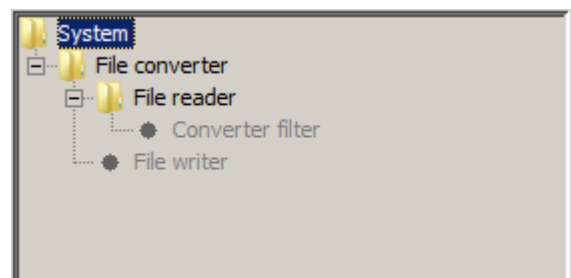 System
File converter
File reader
Converter filter
File writer